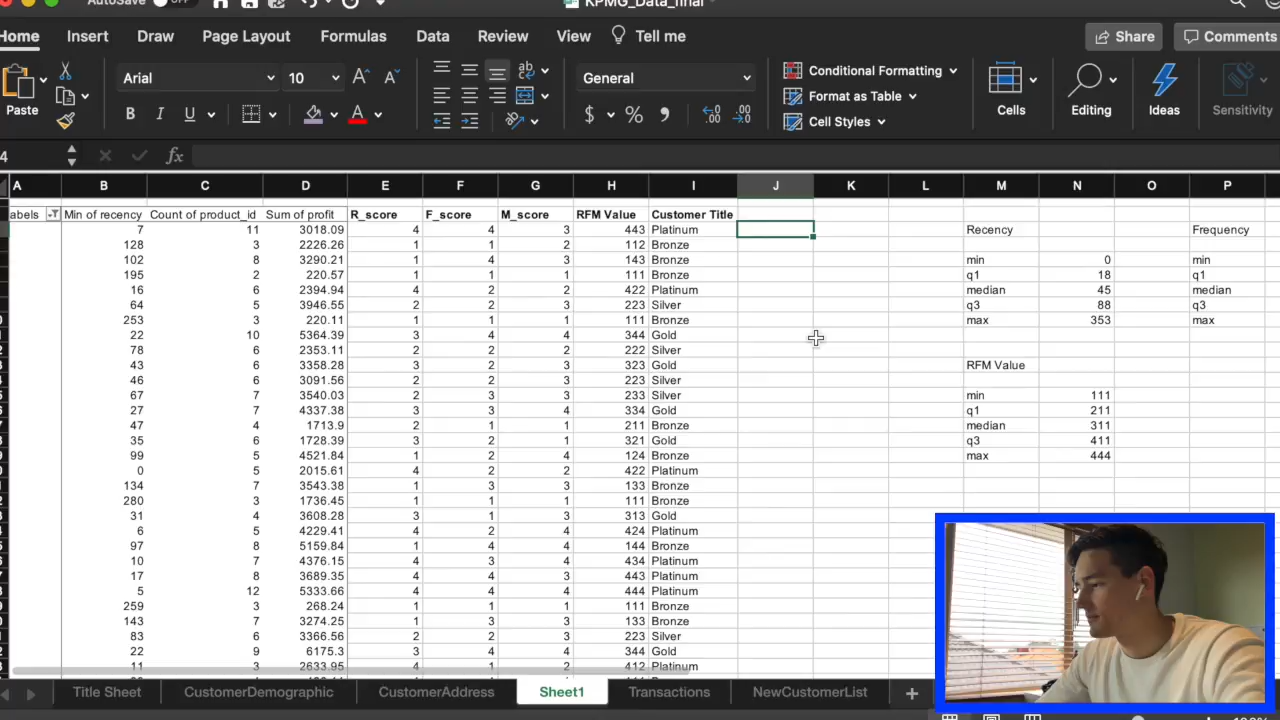 AutoSave OFF KPMG_Data_final
Home Insert Draw Page Layout Formulas Data Review View Tell me Share Comments
Paste Arial 10 A A ab General Conditional Formatting Cells Editing Ideas Sensitivity
Format as Table
B I U A $ % Cell Styles
4 fx
A B C D E F G H I J K L M N O P
abels Min of recency Count of product_id Sum of profit R_score F_score M_score RFM Value Customer Title
7 11 3018.09 4 4 3 443 Platinum Recency Frequency
128 3 2226.26 1 1 2 112 Bronze
102 8 3290.21 1 4 3 143 Bronze min 0 min
195 2 220.57 1 1 1 111 Bronze q1 18 q1
16 6 2394.94 4 2 2 422 Platinum median 45 median
64 5 3946.55 2 2 3 223 Silver q3 88 q3
253 3 220.11 1 1 1 111 Bronze max 353 max
22 10 5364.39 3 4 4 344 Gold
78 6 2353.11 2 2 2 222 Silver
43 6 3358.28 3 2 3 323 Gold RFM Value
46 6 3091.56 2 2 3 223 Silver
67 7 3540.03 2 3 3 233 Silver min 111
27 7 4337.38 3 3 4 334 Gold q1 211
47 4 1713.9 2 1 1 211 Bronze median 311
35 6 1728.39 3 2 1 321 Gold q3 411
99 5 4521.84 1 2 4 124 Bronze max 444
0 5 2015.61 4 2 2 422 Platinum
134 7 3543.38 1 3 3 133 Bronze
280 3 1736.45 1 1 1 111 Bronze
31 4 3608.28 3 1 3 313 Gold
6 5 4229.41 4 2 4 424 Platinum
97 8 5159.84 1 4 4 144 Bronze
10 7 4376.15 4 3 4 434 Platinum
17 8 3689.35 4 4 3 443 Platinum
5 12 5333.66 4 4 4 444 Platinum
259 3 268.24 1 1 1 111 Bronze
143 7 3274.25 1 3 3 133 Bronze
83 6 3366.56 2 2 3 223 Silver
22 9 6175.3 3 4 4 344 Gold
11 3 2633.95 4 1 2 412 Platinum
Title Sheet CustomerDemographic CustomerAddress Sheet1 Transactions NewCustomerList +